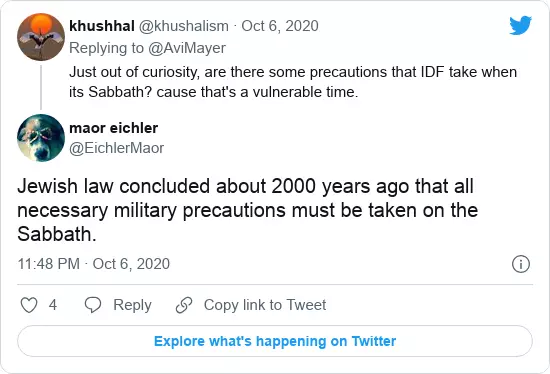 khushhal @khushalism · Oct 6, 2020
Replying to @AviMayer
Just out of curiosity, are there some precautions that IDF take when
its Sabbath? cause that's a vulnerable time.
maor eichler
@EichlerMaor
Jewish law concluded about 2000 years ago that all
necessary military precautions must be taken on the
Sabbath.
11:48 PM · Oct 6, 2020
4 Reply Copy link to Tweet
Explore what's happening on Twitter